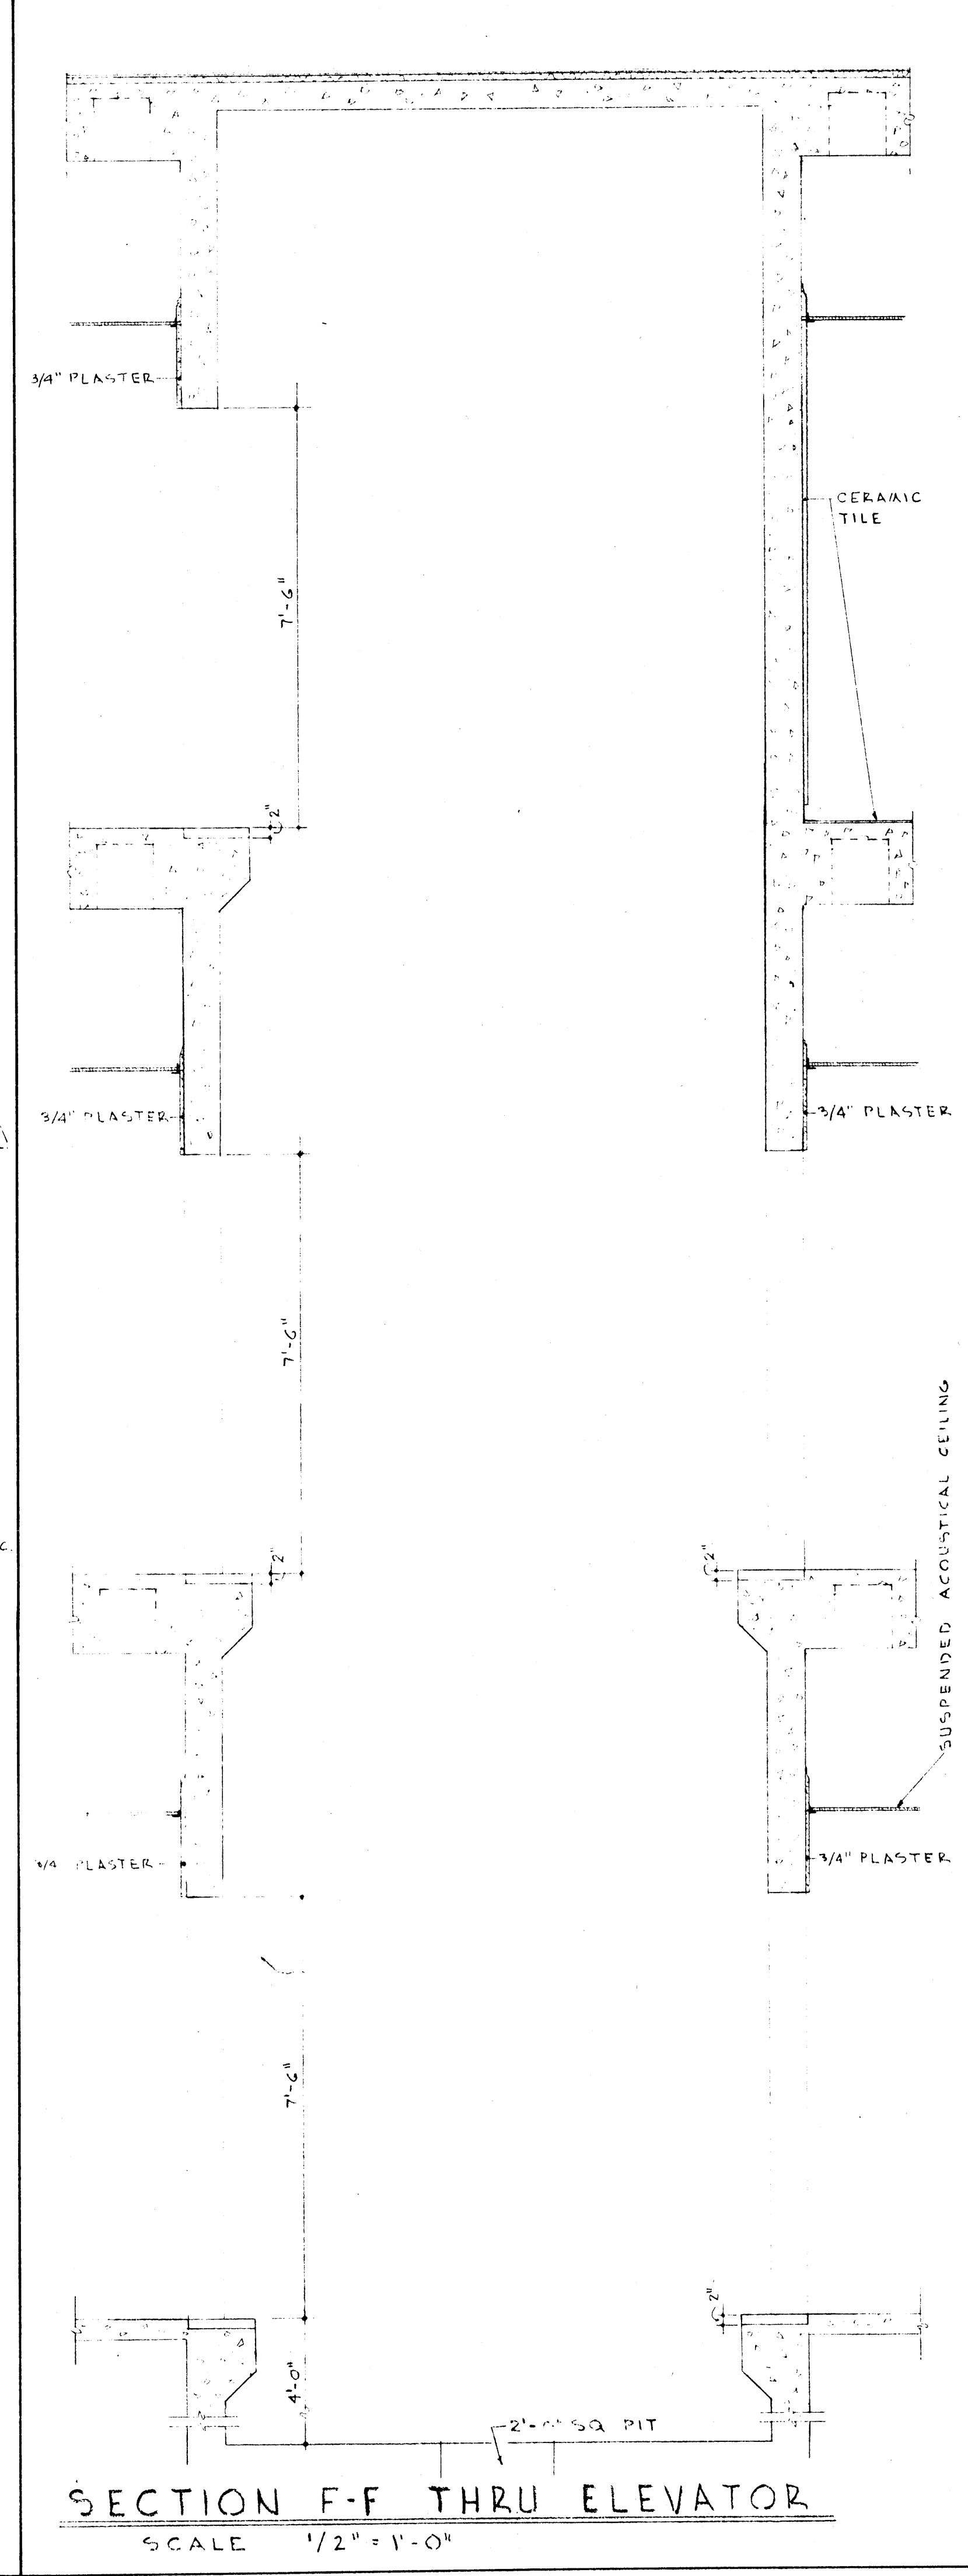 3/4" PLASTER
CERAMIC
TILE
7'-6"
2"
3/4" PLASTER
3/4" PLASTER
7'-6"
SUSPENDED ACOUSTICAL CEILING
2"
2"
3/4 PLASTER
3/4" PLASTER
7'-6"
2"
4'-0"
SQ PIT
SECTION F-F THRU ELEVATOR
SCALE 1/2" = 1'-0"